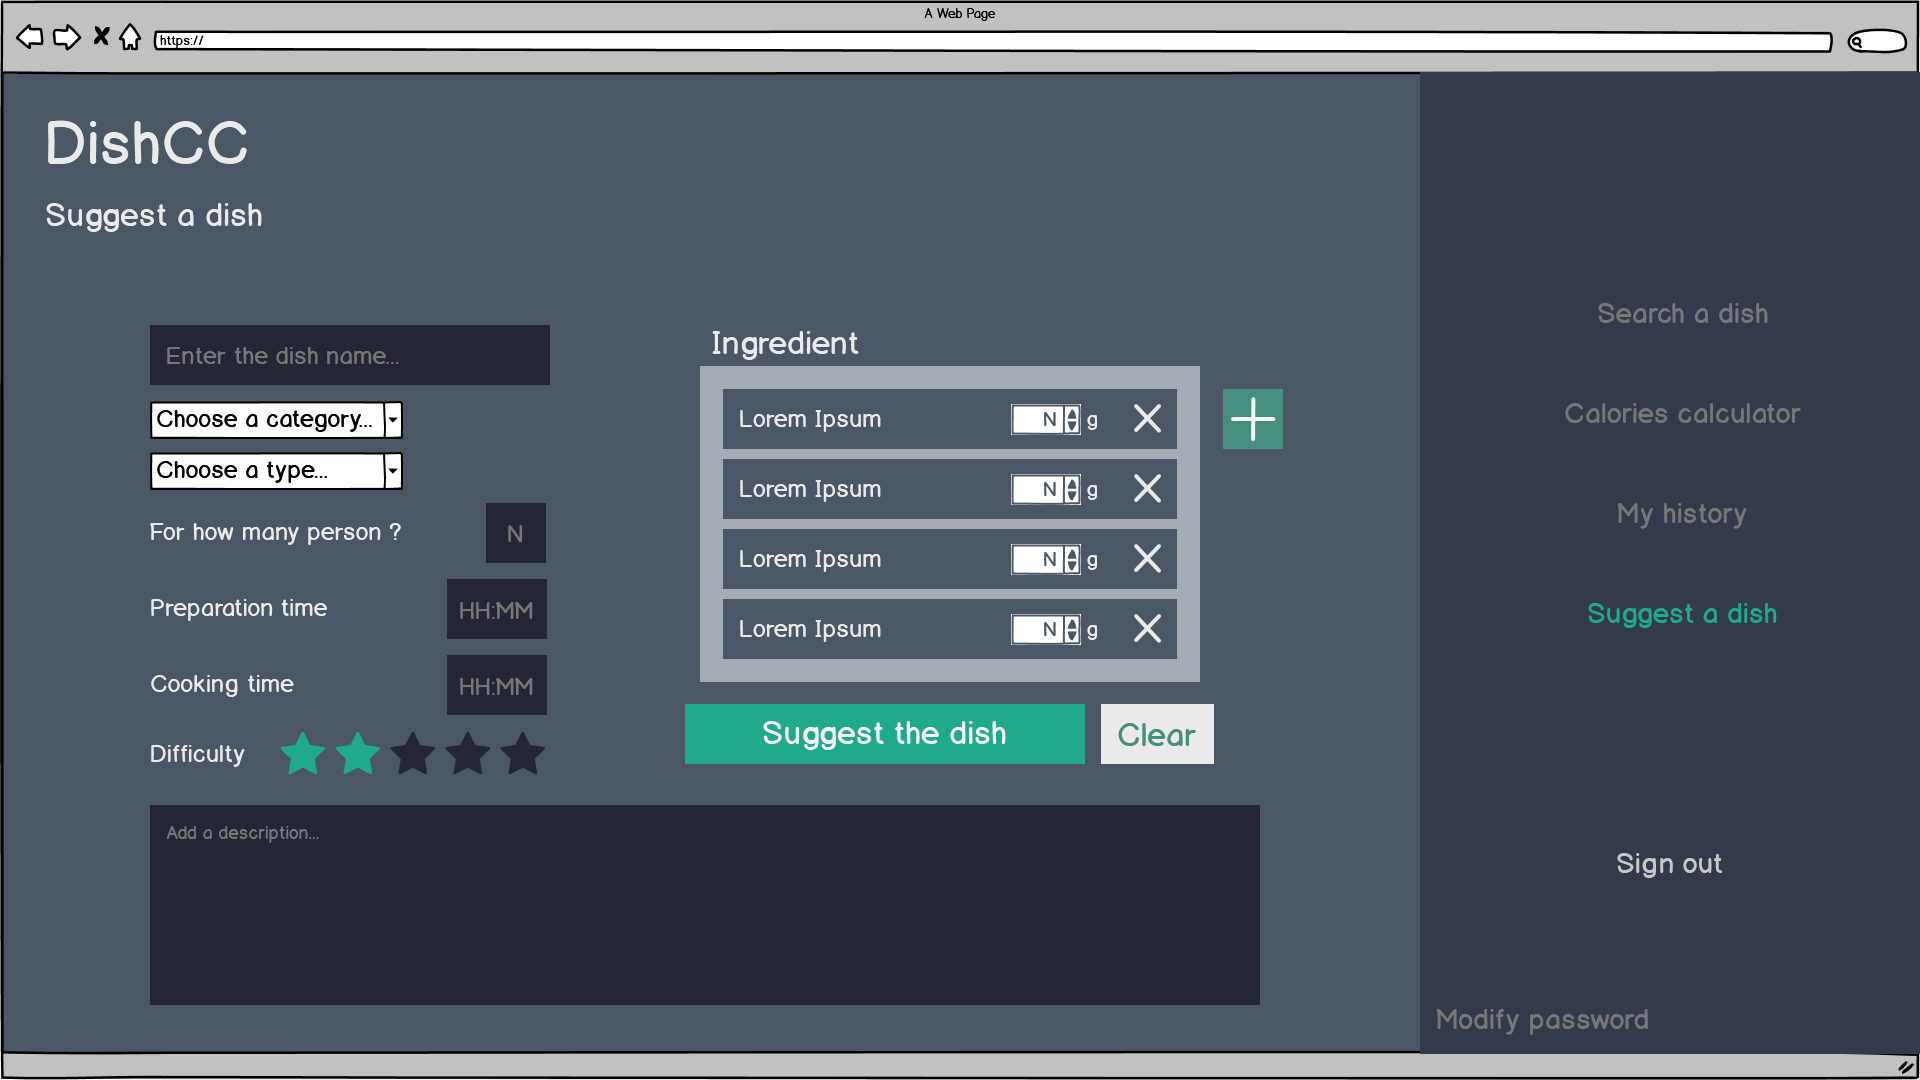 A Web Page
https://
DishCC
Suggest a dish
Enter the dish name...
Choose a category...
Choose a type...
For how many person ?
N
Preparation time
HH:MM
Cooking time
HH:MM
Difficulty
Ingredient
Lorem Ipsum N g
Lorem Ipsum N g
Lorem Ipsum N g
Lorem Ipsum N g
Suggest the dish
Clear
Add a description...
Search a dish
Calories calculator
My history
Suggest a dish
Sign out
Modify password